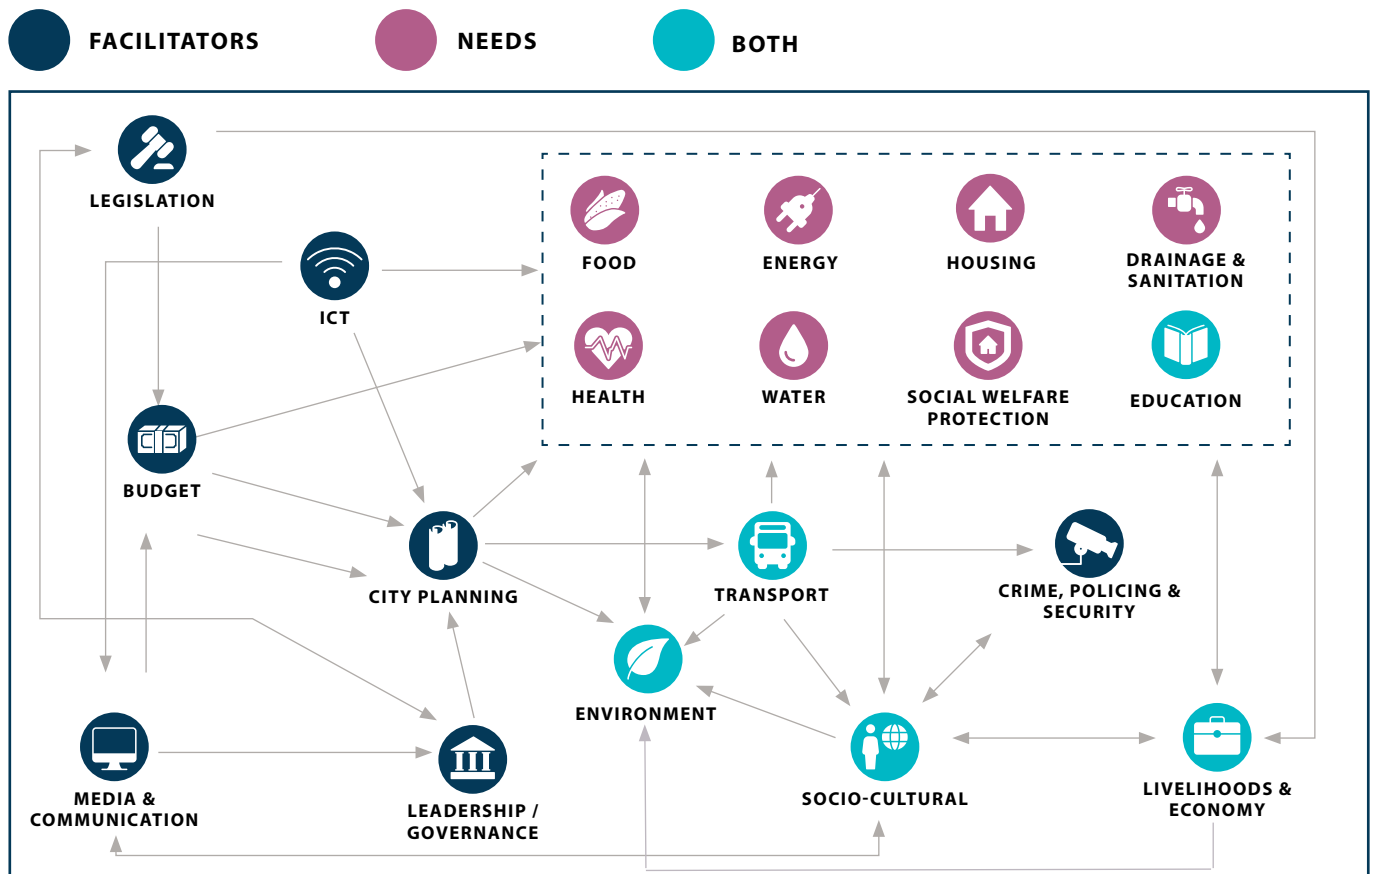 FACILITATORS
NEEDS
BOTH
LEGISLATION
FOOD
ENERGY
HOUSING
DRAINAGE &
SANITATION
ICT
HEALTH
WATER
SOCIAL WELFARE
PROTECTION
EDUCATION
BUDGET
CITY PLANNING
TRANSPORT
CRIME, POLICING &
SECURITY
ENVIRONMENT
MEDIA &
COMMUNICATION
LEADERSHIP /
GOVERNANCE
SOCIO-CULTURAL
LIVELIHOODS &
ECONOMY